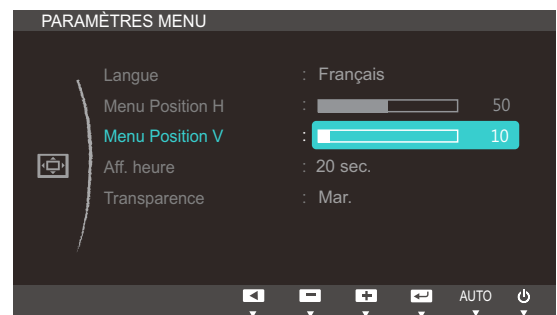 PARAMÈTRES MENU
Langue : Français
Menu Position H : 50
Menu Position V : 10
Aff. heure : 20 sec.
Transparence : Mar.
AUTO